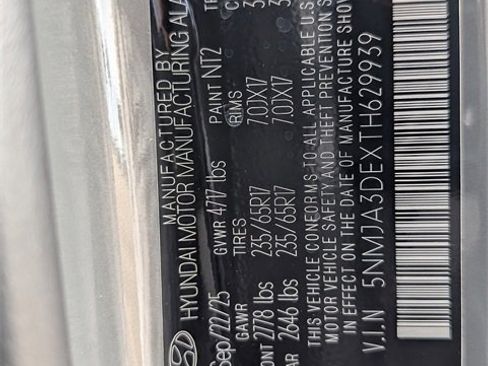 MANUFACTURED BY
HYUNDAI MOTOR MANUFACTURING ALA
Sep/22/25 GVWR 4717 lbs PAINT NT2
GAWR TIRES RIMS
2778 lbs 235/65R17 7.0JX17
2646 lbs 235/65R17 7.0JX17
THIS VEHICLE CONFORMS TO ALL APPLICABLE U.S
MOTOR VEHICLE SAFETY AND THEFT PREVENTION S
IN EFFECT ON THE DATE OF MANUFACTURE SHOW
V.I.N 5NMJA3DEXTH629939